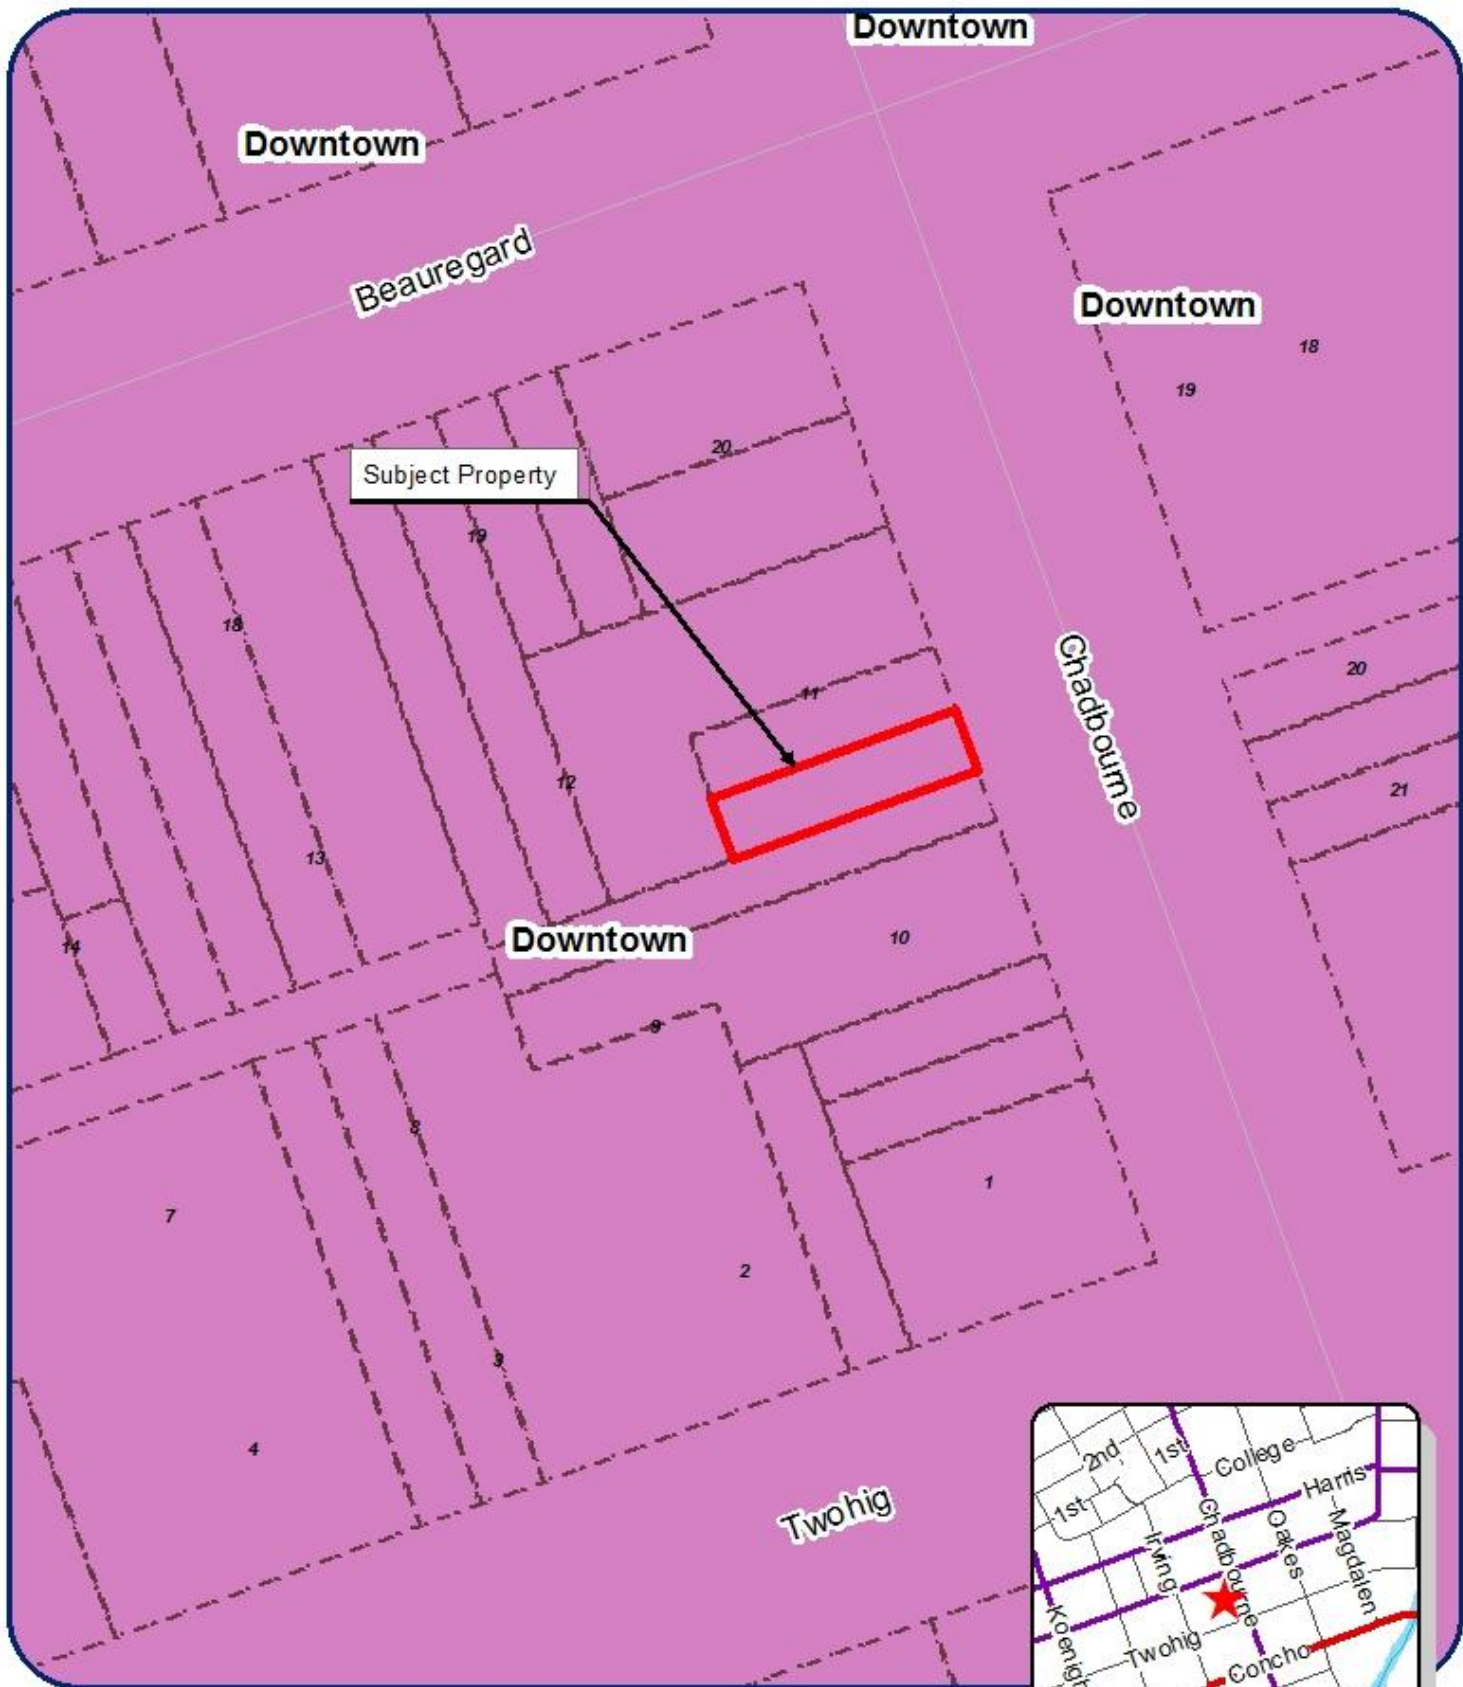 Downtown
Downtown
Beauregard
Downtown
18
19
20
Subject Property
19
18
Chadbourne
20
11
12
21
13
14
Downtown
10
9
8
7
1
2
3
4
Twohig
2nd
1st
College
Harris
1st
Chadbourne
Oakes
Magdalen
Irving
Koenigh
Twohig
Concho